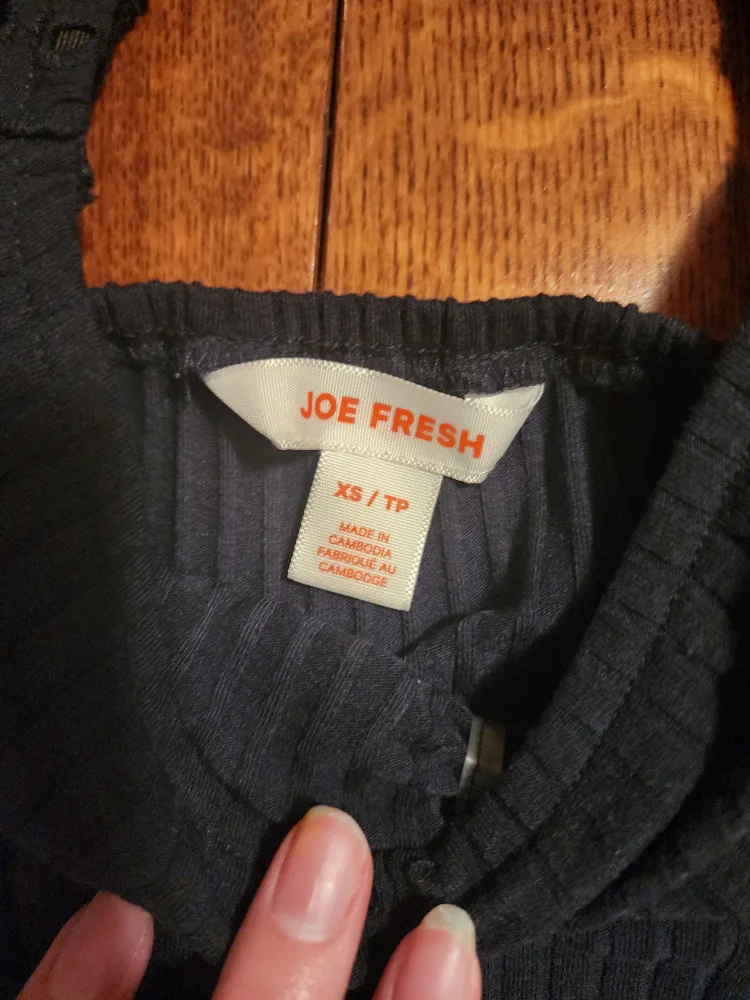 JOE FRESH
XS / TP
MADE IN
CAMBODIA
FABRIQUÉ AU
CAMBODGE